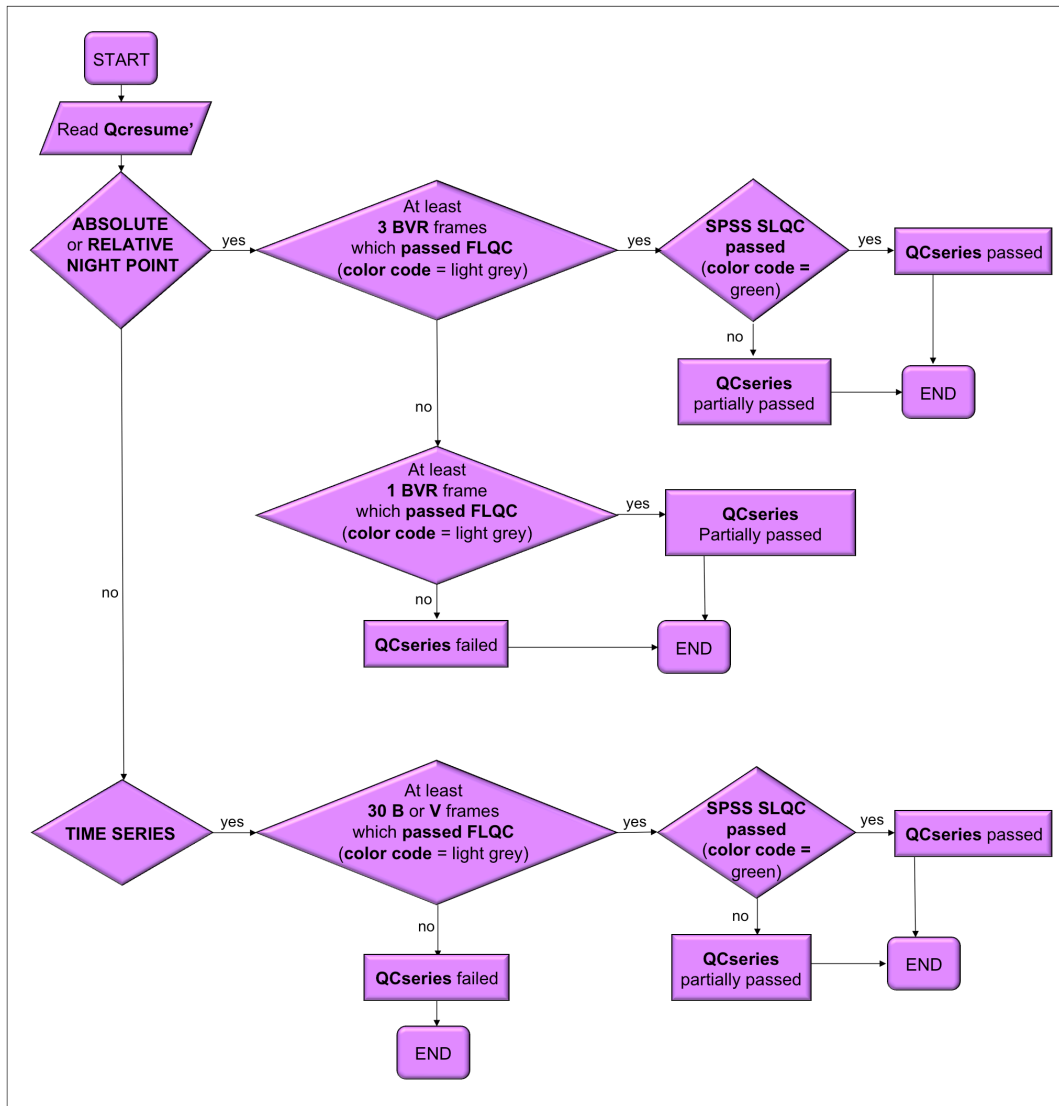 START
Read Qcresume’
ABSOLUTE
or RELATIVE
NIGHT POINT
yes
At least
3 BVR frames
which passed FLQC
(color code = light grey)
yes
SPSS SLQC
passed
(color code =
green)
yes
QCseries passed
no
QCseries
partially passed
END
no
At least
1 BVR frame
which passed FLQC
(color code = light grey)
yes
QCseries
Partially passed
no
QCseries failed
END
no
TIME SERIES
yes
At least
30 B or V frames
which passed FLQC
(color code = light grey)
yes
SPSS SLQC
passed
(color code =
green)
yes
QCseries passed
no
QCseries
partially passed
END
no
QCseries failed
END